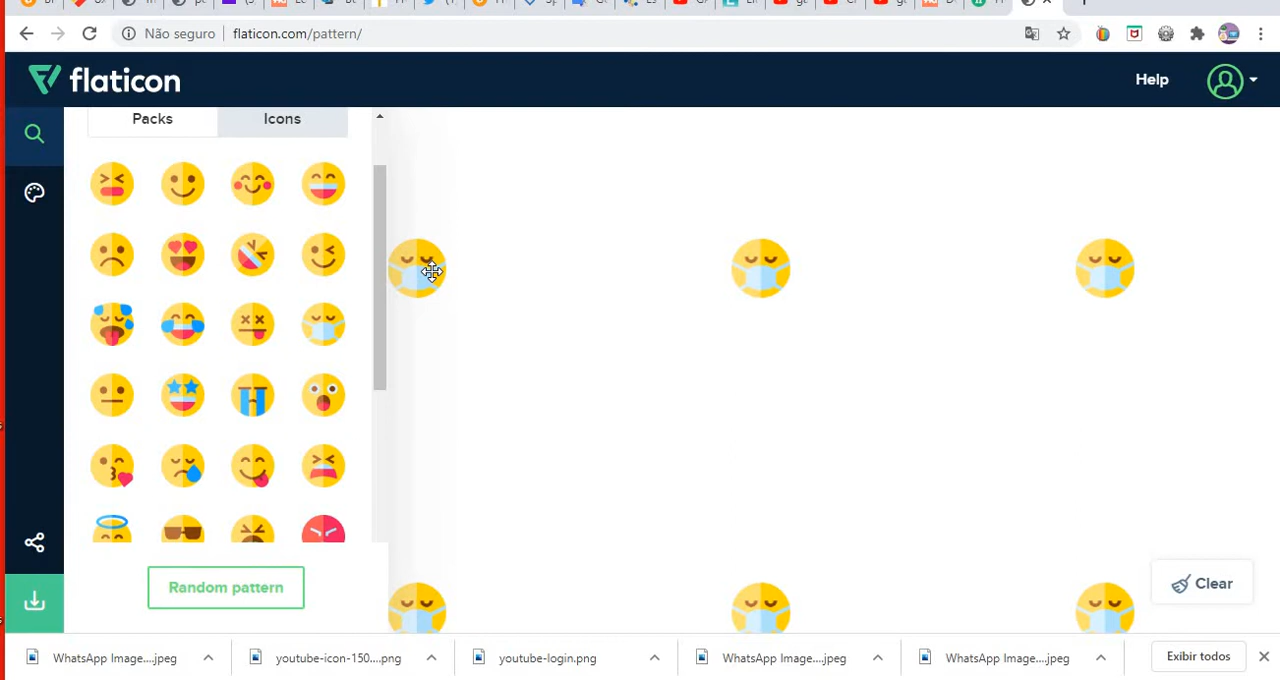 Não seguro
flaticon.com/pattern/
flaticon
Help
Packs
Icons
Random pattern
Clear
WhatsApp Image....jpeg
youtube-icon-150....png
youtube-login.png
WhatsApp Image....jpeg
WhatsApp Image....jpeg
Exibir todos